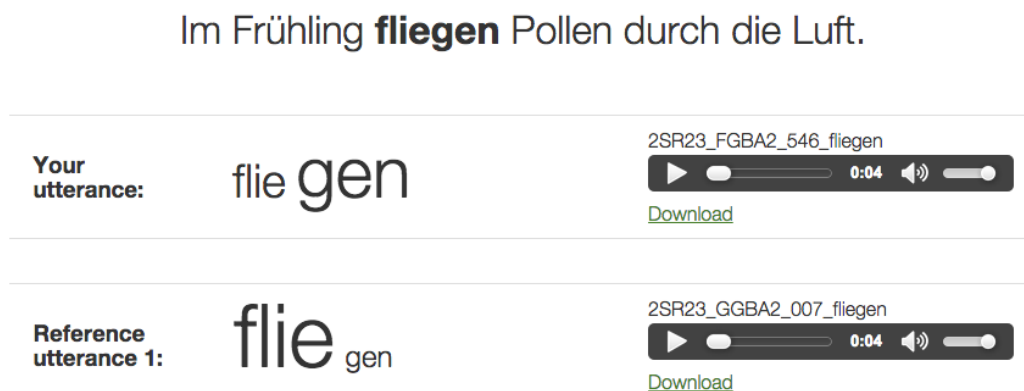 Im Frühling fliegen Pollen durch die Luft.
2SR23_FGBA2_546_fliegen
Your
utterance:
flie gen
0:04
Download
2SR23_GGBA2_007_fliegen
Reference
utterance 1:
flie gen
0:04
Download